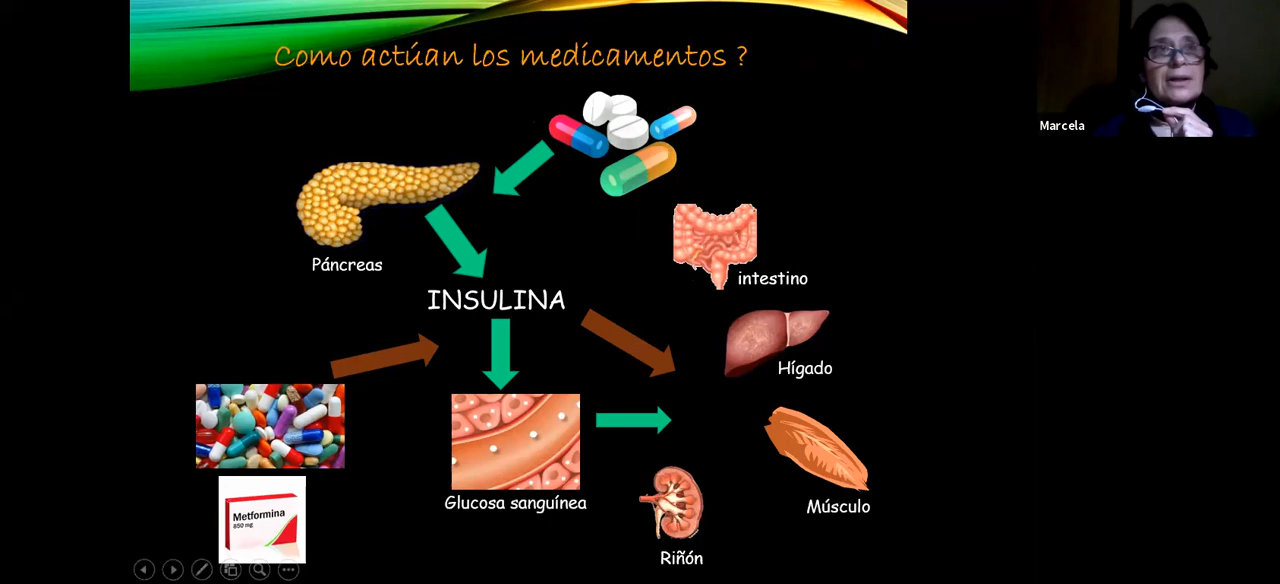 Como actúan los medicamentos ?
Marcela
Páncreas
intestino
INSULINA
Hígado
Glucosa sanguínea
Músculo
Metformina
850 mg
Riñón